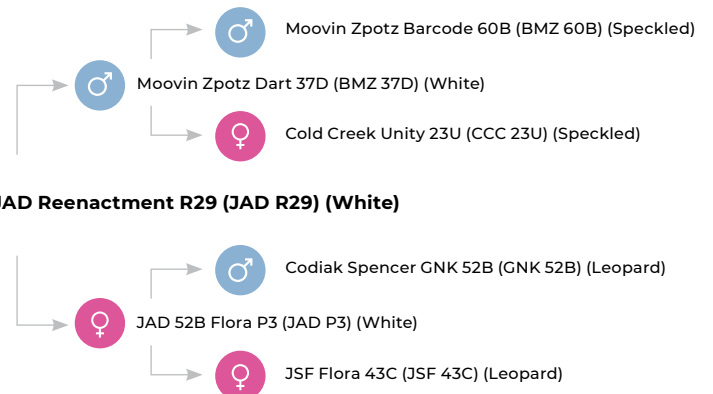 Moovin Zpotz Barcode 60B (BMZ 60B) (Speckled)
Moovin Zpotz Dart 37D (BMZ 37D) (White)
Cold Creek Unity 23U (CCC 23U) (Speckled)
JAD Reenactment R29 (JAD R29) (White)
Codiak Spencer GNK 52B (GNK 52B) (Leopard)
JAD 52B Flora P3 (JAD P3) (White)
JSF Flora 43C (JSF 43C) (Leopard)